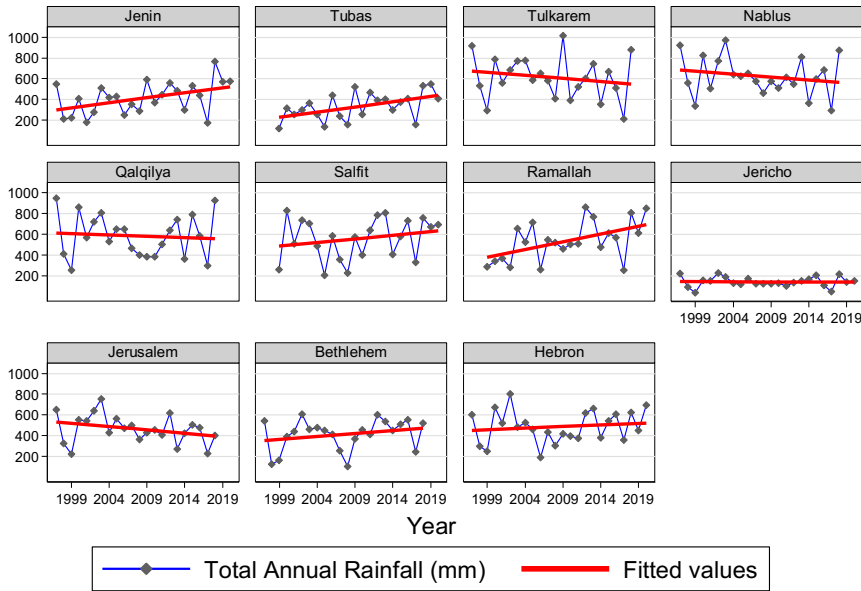 Jenin Tubas Tulkarem Nablus
1000
800
600
400
200
Qalqilya Salfit Ramallah Jericho
1000
800
600
400
200
1999 2004 2009 2014 2019
Jerusalem Bethlehem Hebron
1000
800
600
400
200
1999 2004 2009 2014 2019 1999 2004 2009 2014 2019 1999 2004 2009 2014 2019
Year
Total Annual Rainfall (mm) Fitted values